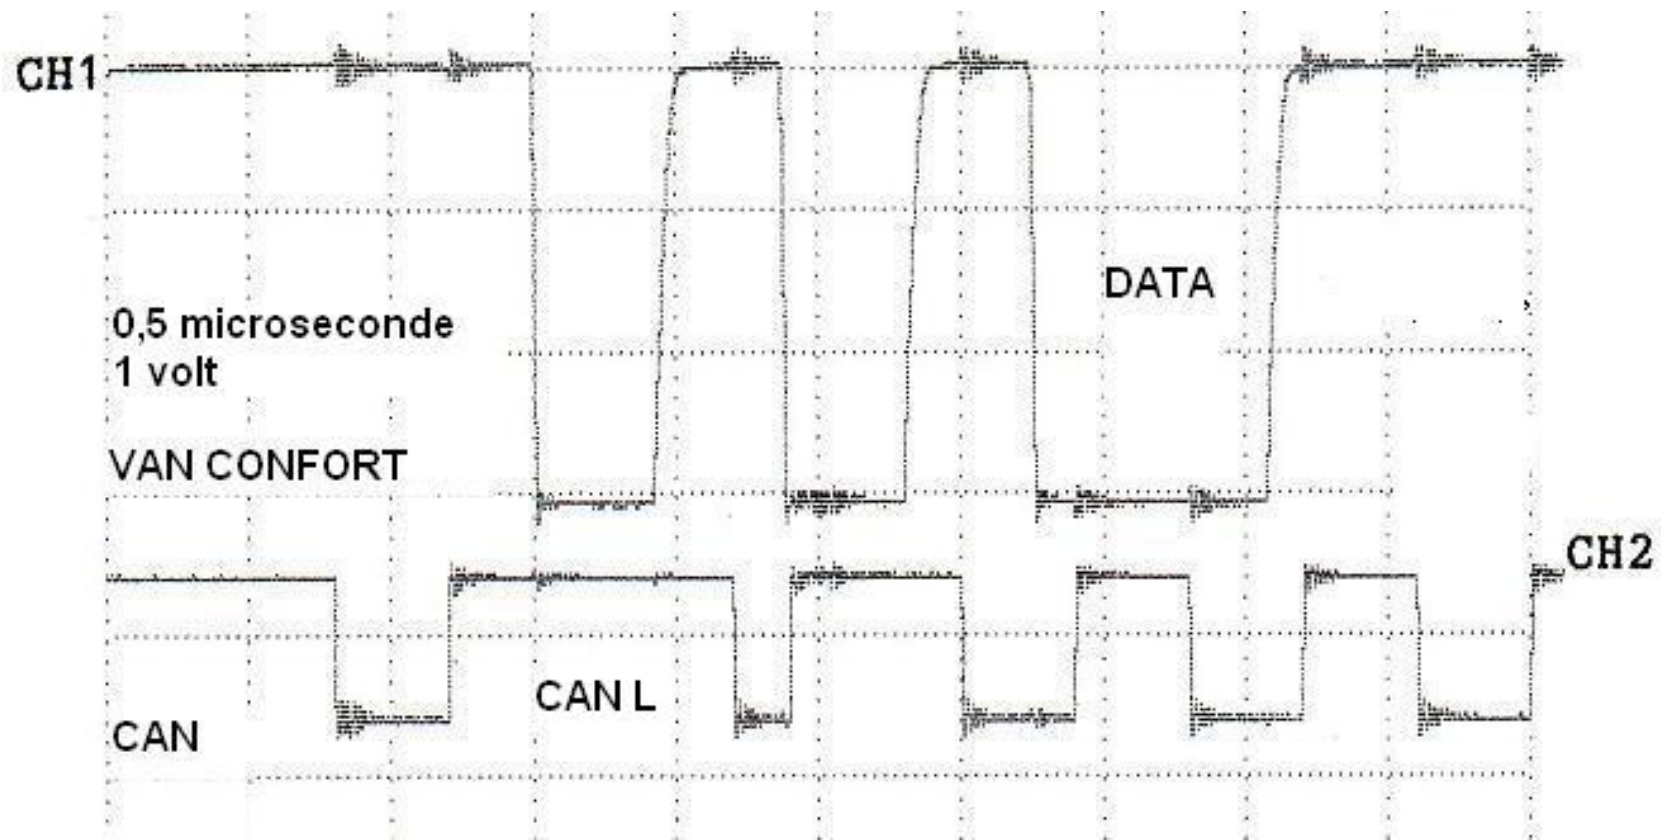 CH1
DATA
0,5 microseconde
1 volt
VAN CONFORT
CH2
CAN L
CAN